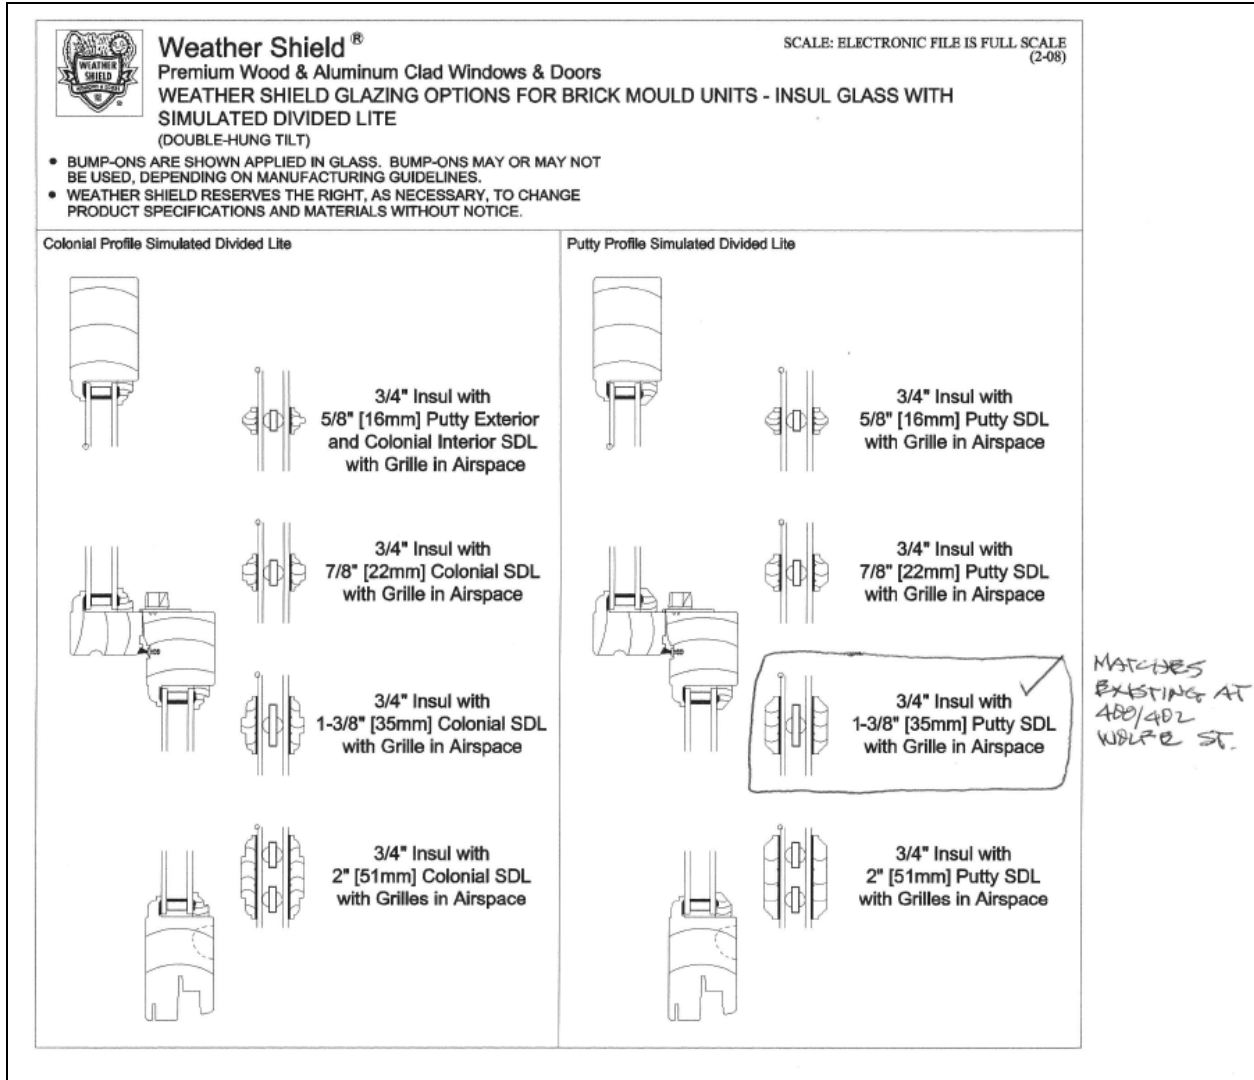 WEATHER
SHIELD
WINDOWS & DOORS
Weather Shield ®
Premium Wood & Aluminum Clad Windows & Doors
WEATHER SHIELD GLAZING OPTIONS FOR BRICK MOULD UNITS - INSUL GLASS WITH
SIMULATED DIVIDED LITE
(DOUBLE-HUNG TILT)
SCALE: ELECTRONIC FILE IS FULL SCALE
(2-08)
• BUMP-ONS ARE SHOWN APPLIED IN GLASS. BUMP-ONS MAY OR MAY NOT
BE USED, DEPENDING ON MANUFACTURING GUIDELINES.
• WEATHER SHIELD RESERVES THE RIGHT, AS NECESSARY, TO CHANGE
PRODUCT SPECIFICATIONS AND MATERIALS WITHOUT NOTICE.
Colonial Profile Simulated Divided Lite
3/4" Insul with
5/8" [16mm] Putty Exterior
and Colonial Interior SDL
with Grille in Airspace
3/4" Insul with
7/8" [22mm] Colonial SDL
with Grille in Airspace
3/4" Insul with
1-3/8" [35mm] Colonial SDL
with Grille in Airspace
3/4" Insul with
2" [51mm] Colonial SDL
with Grilles in Airspace
Putty Profile Simulated Divided Lite
3/4" Insul with
5/8" [16mm] Putty SDL
with Grille in Airspace
3/4" Insul with
7/8" [22mm] Putty SDL
with Grille in Airspace
3/4" Insul with
1-3/8" [35mm] Putty SDL
with Grille in Airspace
3/4" Insul with
2" [51mm] Putty SDL
with Grilles in Airspace
MATCHES
EXISTING AT
400/402
WOLFE ST.